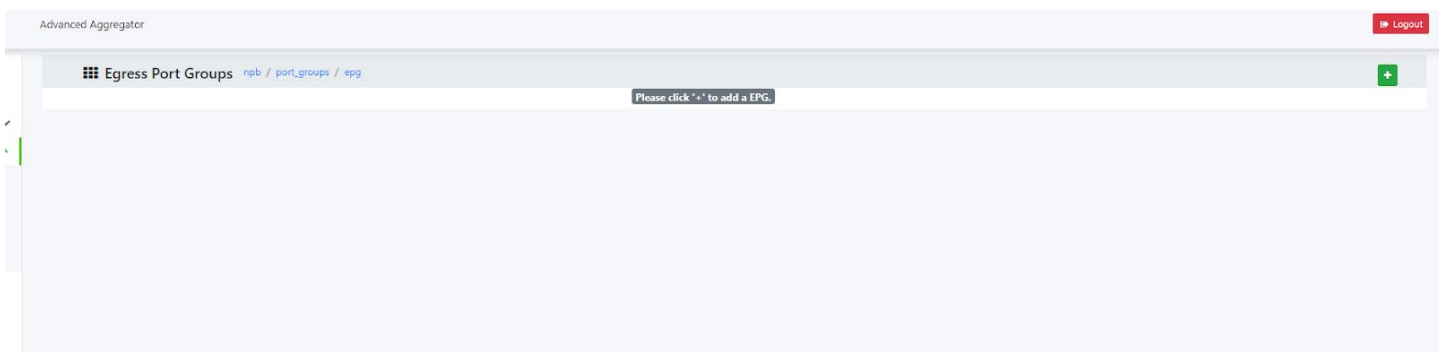 Advanced Aggregator
Logout
Egress Port Groups npb / port_groups / epg
+
Please click '+' to add a EPG.